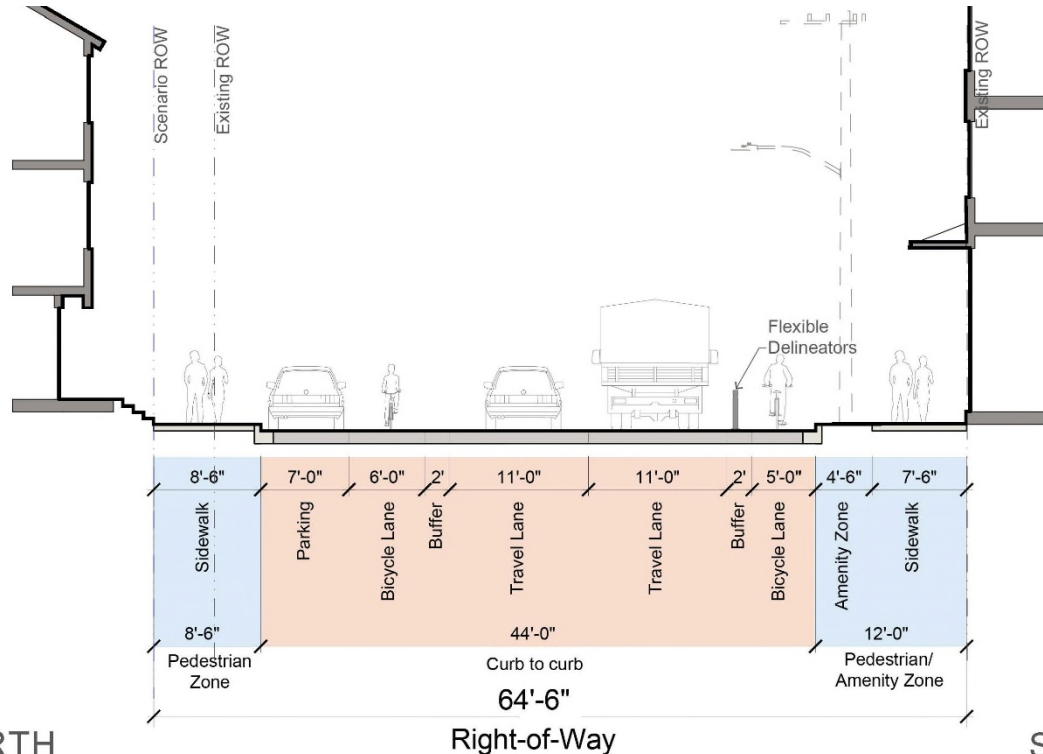 Scenario ROW
Existing ROW
Existing ROW
Flexible
Delineators
8'-6" 7'-0" 6'-0" 2' 11'-0" 11'-0" 2' 5'-0" 4'-6" 7'-6"
Sidewalk
Parking
Bicycle Lane
Buffer
Travel Lane
Travel Lane
Buffer
Bicycle Lane
Amenity Zone
Sidewalk
8'-6" 44'-0" 12'-0"
Pedestrian
Zone
Curb to curb
Pedestrian/
Amenity Zone
64'-6"
Right-of-Way
RTH
S